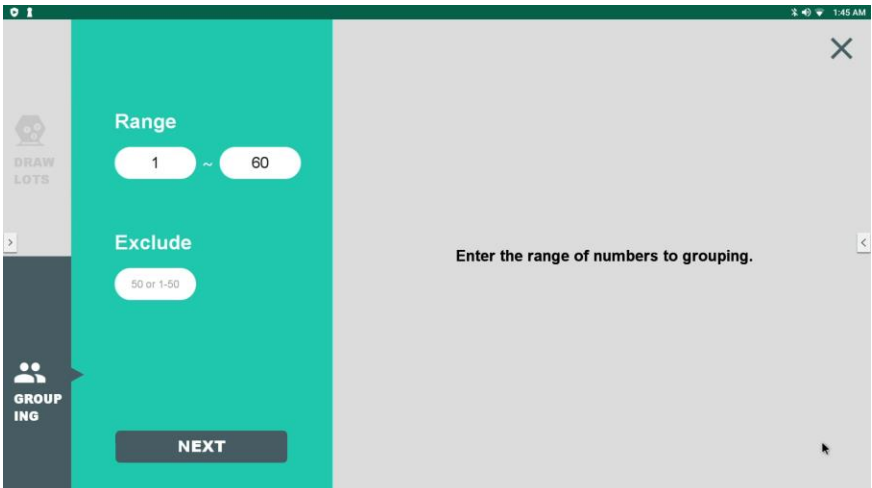 1:45 AM
DRAW
LOTS
GROUP
ING
Range
1 ~ 60
Exclude
50 or 1-50
NEXT
Enter the range of numbers to grouping.